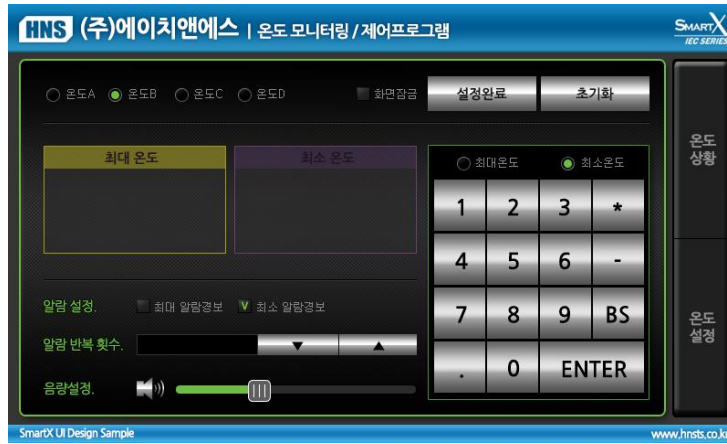 HNS (주)에이치앤에스 | 온도 모니터링 / 제어프로그램
SMARTX
IEC SERIES
온도A 온도B 온도C 온도D 화면잠금 설정완료 초기화
온도
상황
최대 온도 최소 온도
최대온도 최소온도
1 2 3 *
4 5 6 -
7 8 9 BS
. 0 ENTER
알람 설정. 최대 알람경보 V 최소 알람경보
알람 반복 횟수. ▼ ▲
음량설정.
온도
설정
SmartX UI Design Sample
www.hnsts.co.k